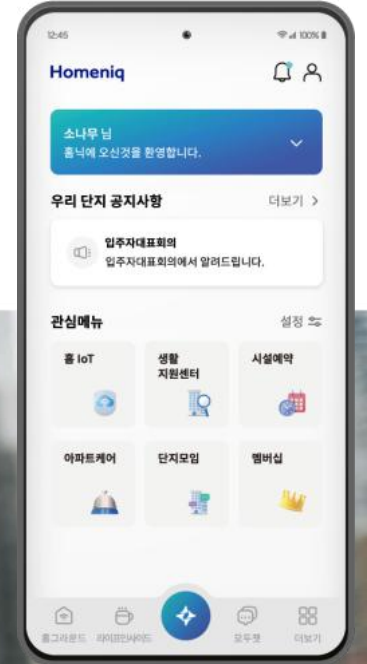 12:45
100%
Homeniq
소나무 님
홈닉에 오신것을 환영합니다.
우리 단지 공지사항
더보기 >
입주자대표회의
입주자대표회의에서 알려드립니다.
관심메뉴
설정
홈 IoT
생활
지원센터
시설예약
아파트케어
단지모임
멤버십
홈그라운드
라이프인사이드
모두챗
더보기